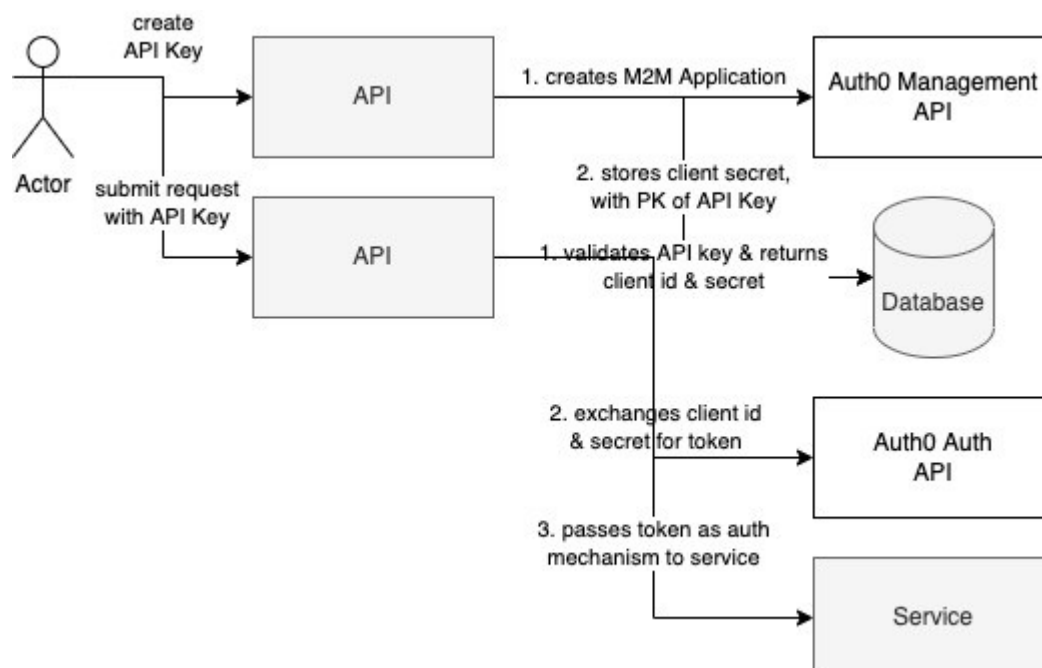 create
API Key
API
1. creates M2M Application
Auth0 Management
API
Actor
2. stores client secret,
with PK of API Key
submit request
with API Key
API
1. validates API key & returns
client id & secret
Database
2. exchanges client id
& secret for token
Auth0 Auth
API
3. passes token as auth
mechanism to service
Service